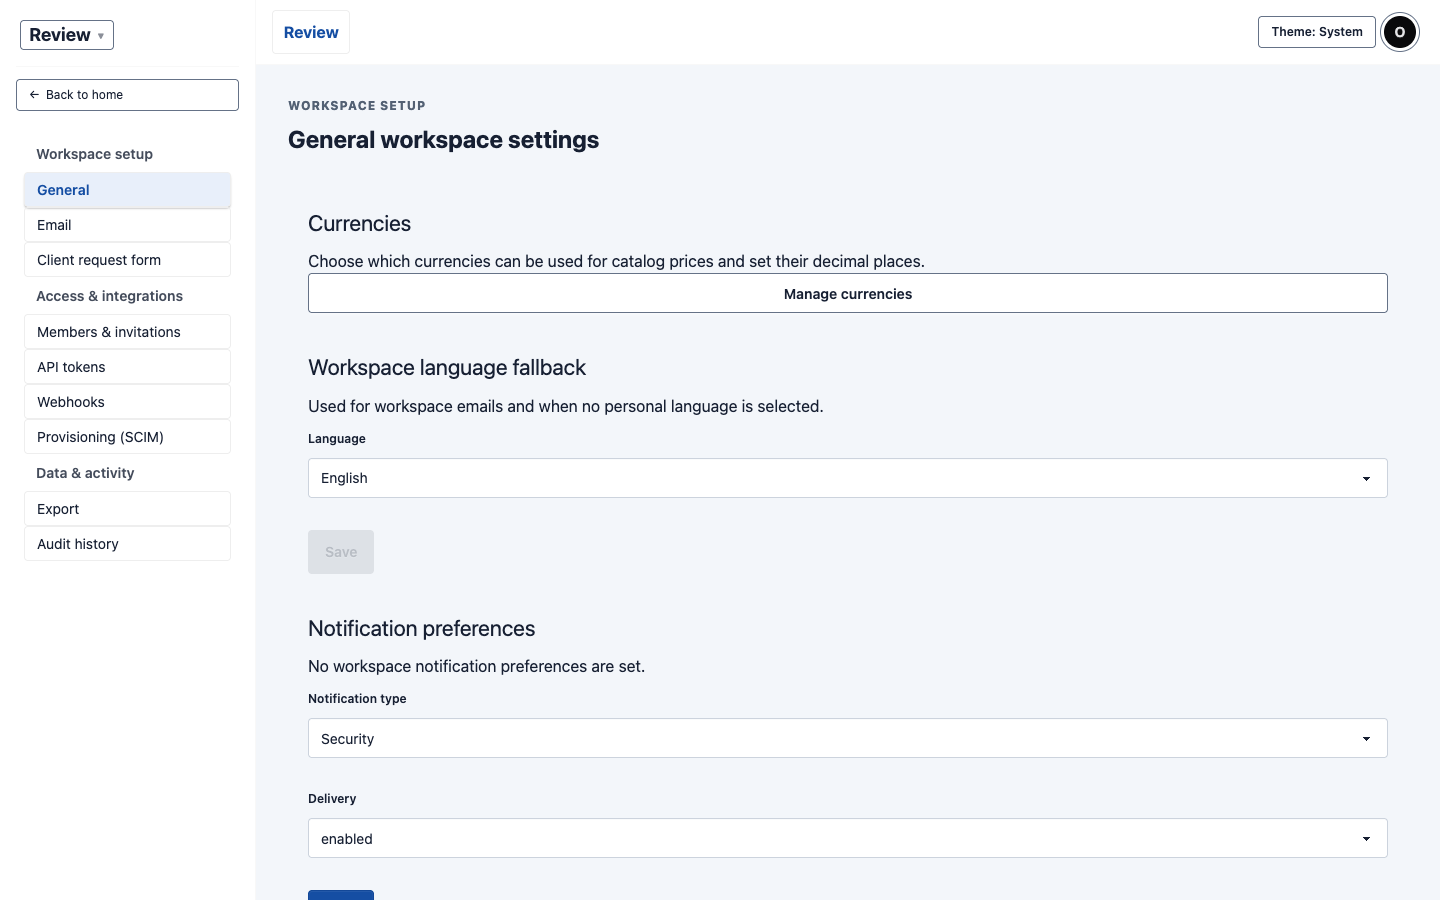 Review ▾
← Back to home
Workspace setup
General
Email
Client request form
Access & integrations
Members & invitations
API tokens
Webhooks
Provisioning (SCIM)
Data & activity
Export
Audit history
Review
Theme: System
O
WORKSPACE SETUP
General workspace settings
Currencies
Choose which currencies can be used for catalog prices and set their decimal places.
Manage currencies
Workspace language fallback
Used for workspace emails and when no personal language is selected.
Language
English
Save
Notification preferences
No workspace notification preferences are set.
Notification type
Security
Delivery
enabled